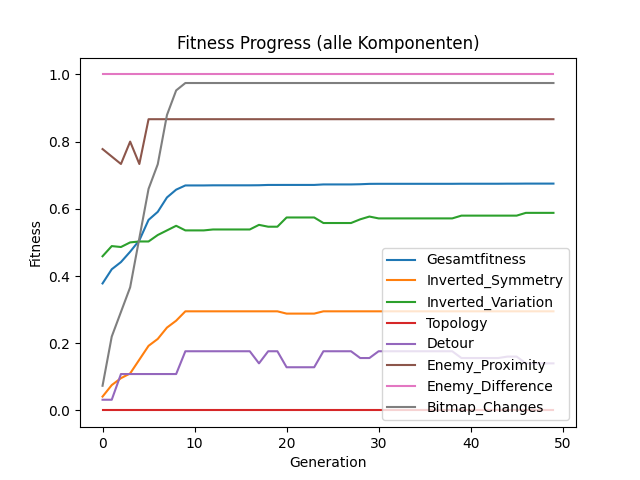 Fitness Progress (alle Komponenten)
1.0
0.8
0.6
0.4
0.2
0.0
Fitness
Gesamtfitness
Inverted_Symmetry
Inverted_Variation
Topology
Detour
Enemy_Proximity
Enemy_Difference
Bitmap_Changes
0 10 20 30 40 50
Generation